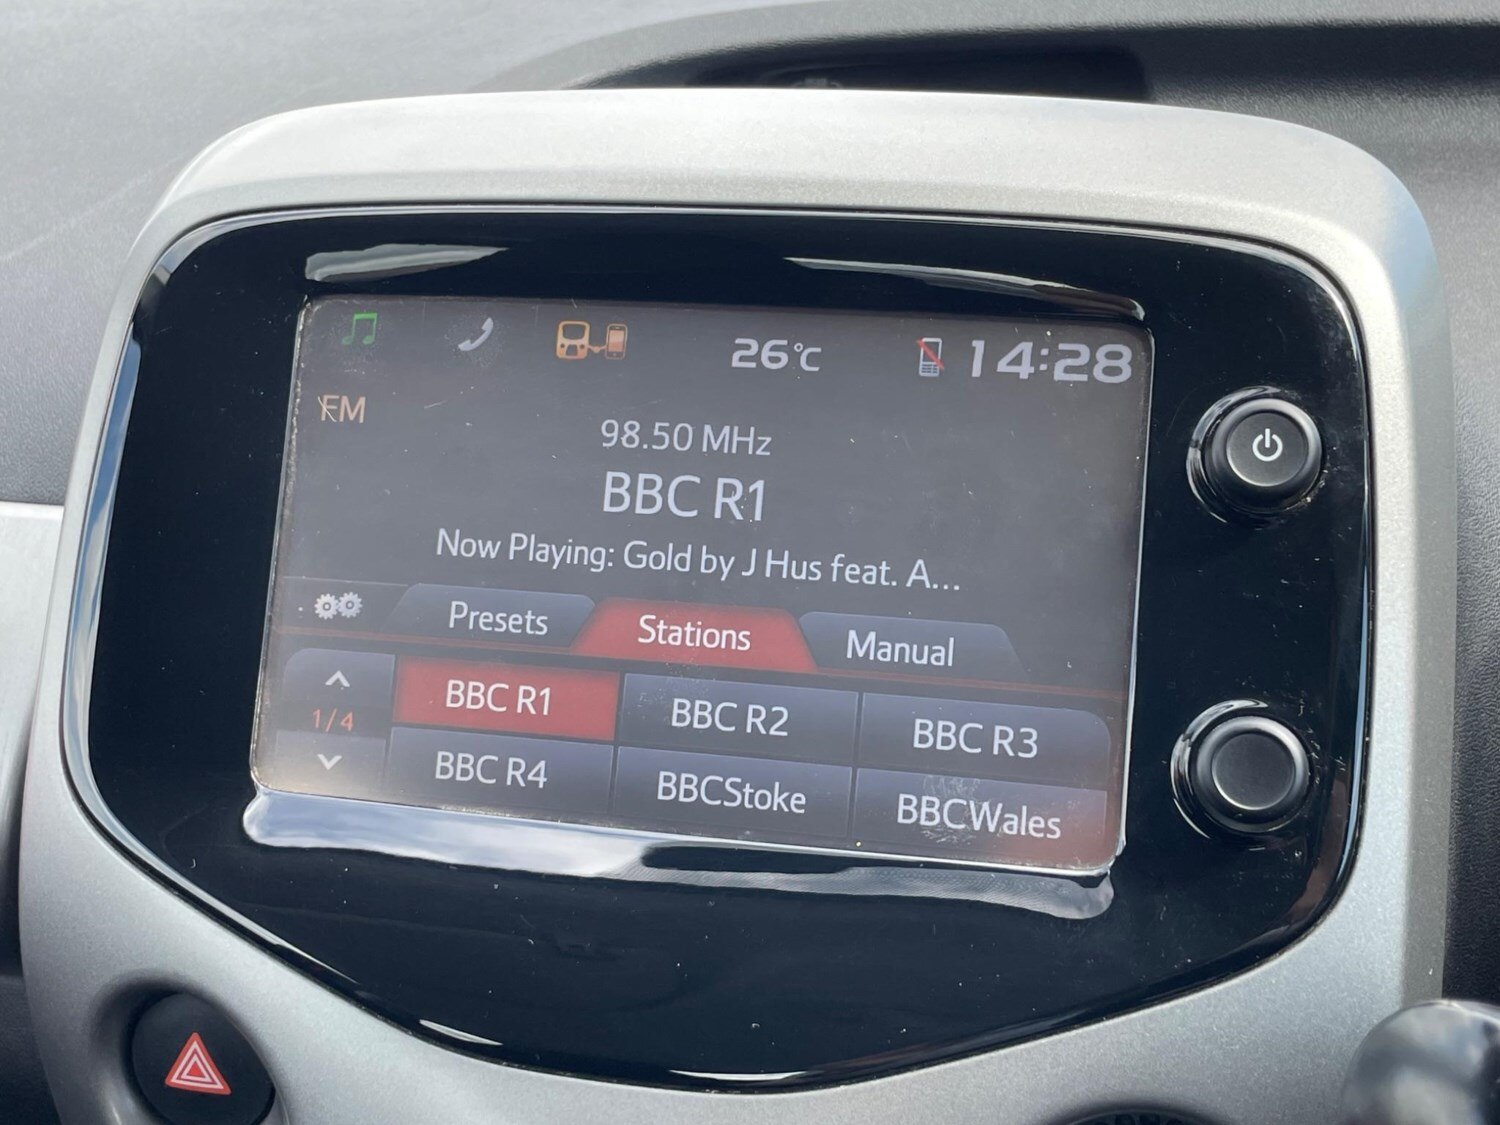 26°C 14:28
FM
98.50 MHz
BBC R1
Now Playing: Gold by J Hus feat. A...
Presets Stations Manual
BBC R1 BBC R2 BBC R3
1/4
BBC R4 BBCStoke BBCWales